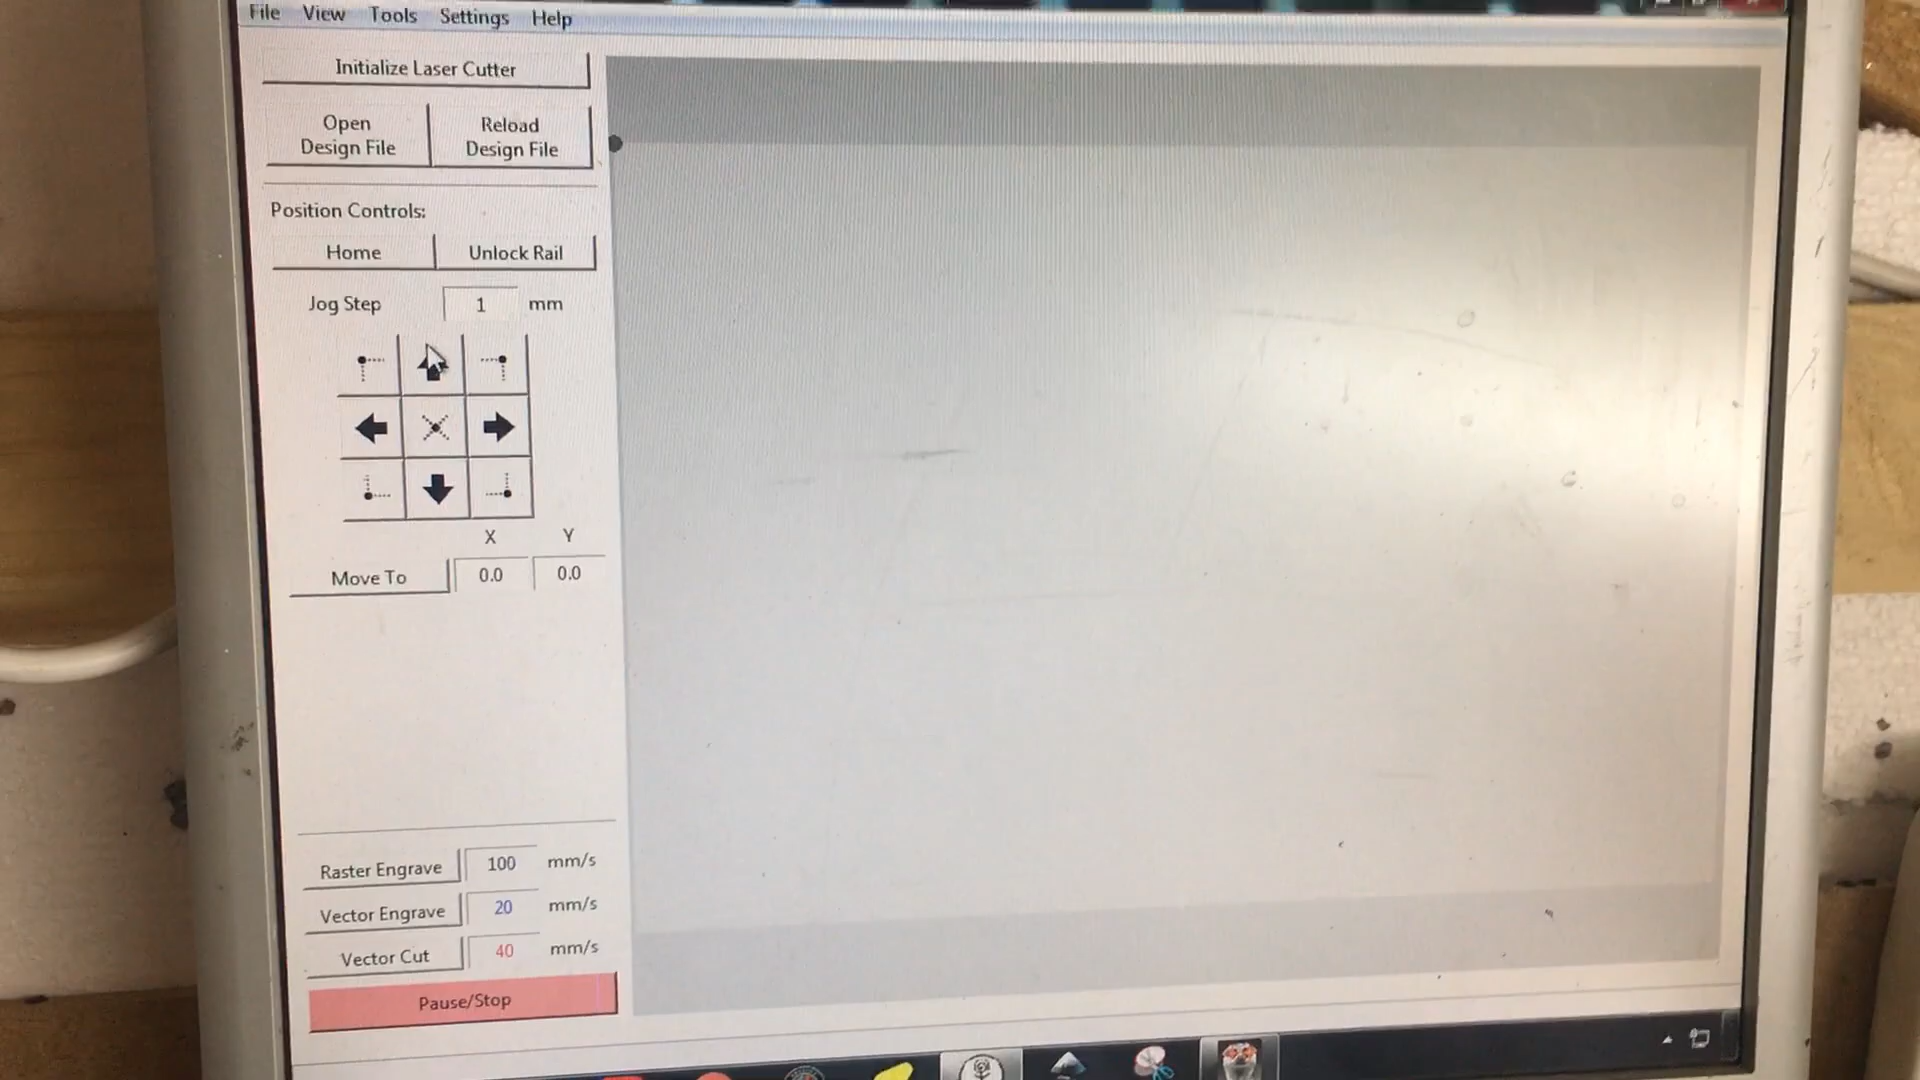 File View Tools Settings Help
Initialize Laser Cutter
Open
Design File
Reload
Design File
Position Controls:
Home
Unlock Rail
Jog Step 1 mm
X Y
Move To 0.0 0.0
Raster Engrave 100 mm/s
Vector Engrave 20 mm/s
Vector Cut 40 mm/s
Pause/Stop